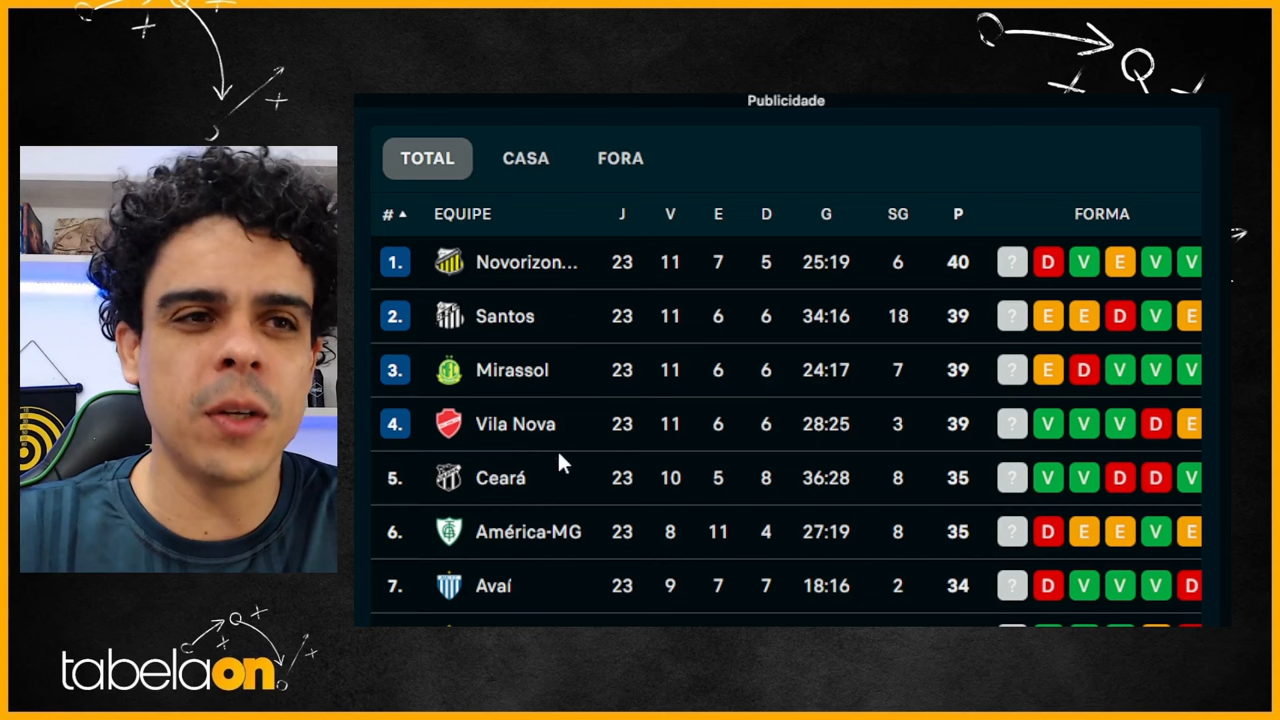 Publicidade
TOTAL CASA FORA
# EQUIPE J V E D G SG P FORMA
1. Novorizon... 23 11 7 5 25:19 6 40 ? D V E V V
2. Santos 23 11 6 6 34:16 18 39 ? E E D V E
3. Mirassol 23 11 6 6 24:17 7 39 ? E D V V V
4. Vila Nova 23 11 6 6 28:25 3 39 ? V V V D E
5. Ceará 23 10 5 8 36:28 8 35 ? V V D D V
6. América-MG 23 8 11 4 27:19 8 35 ? D E E V E
7. Avaí 23 9 7 7 18:16 2 34 ? D V V V D
tabelaon